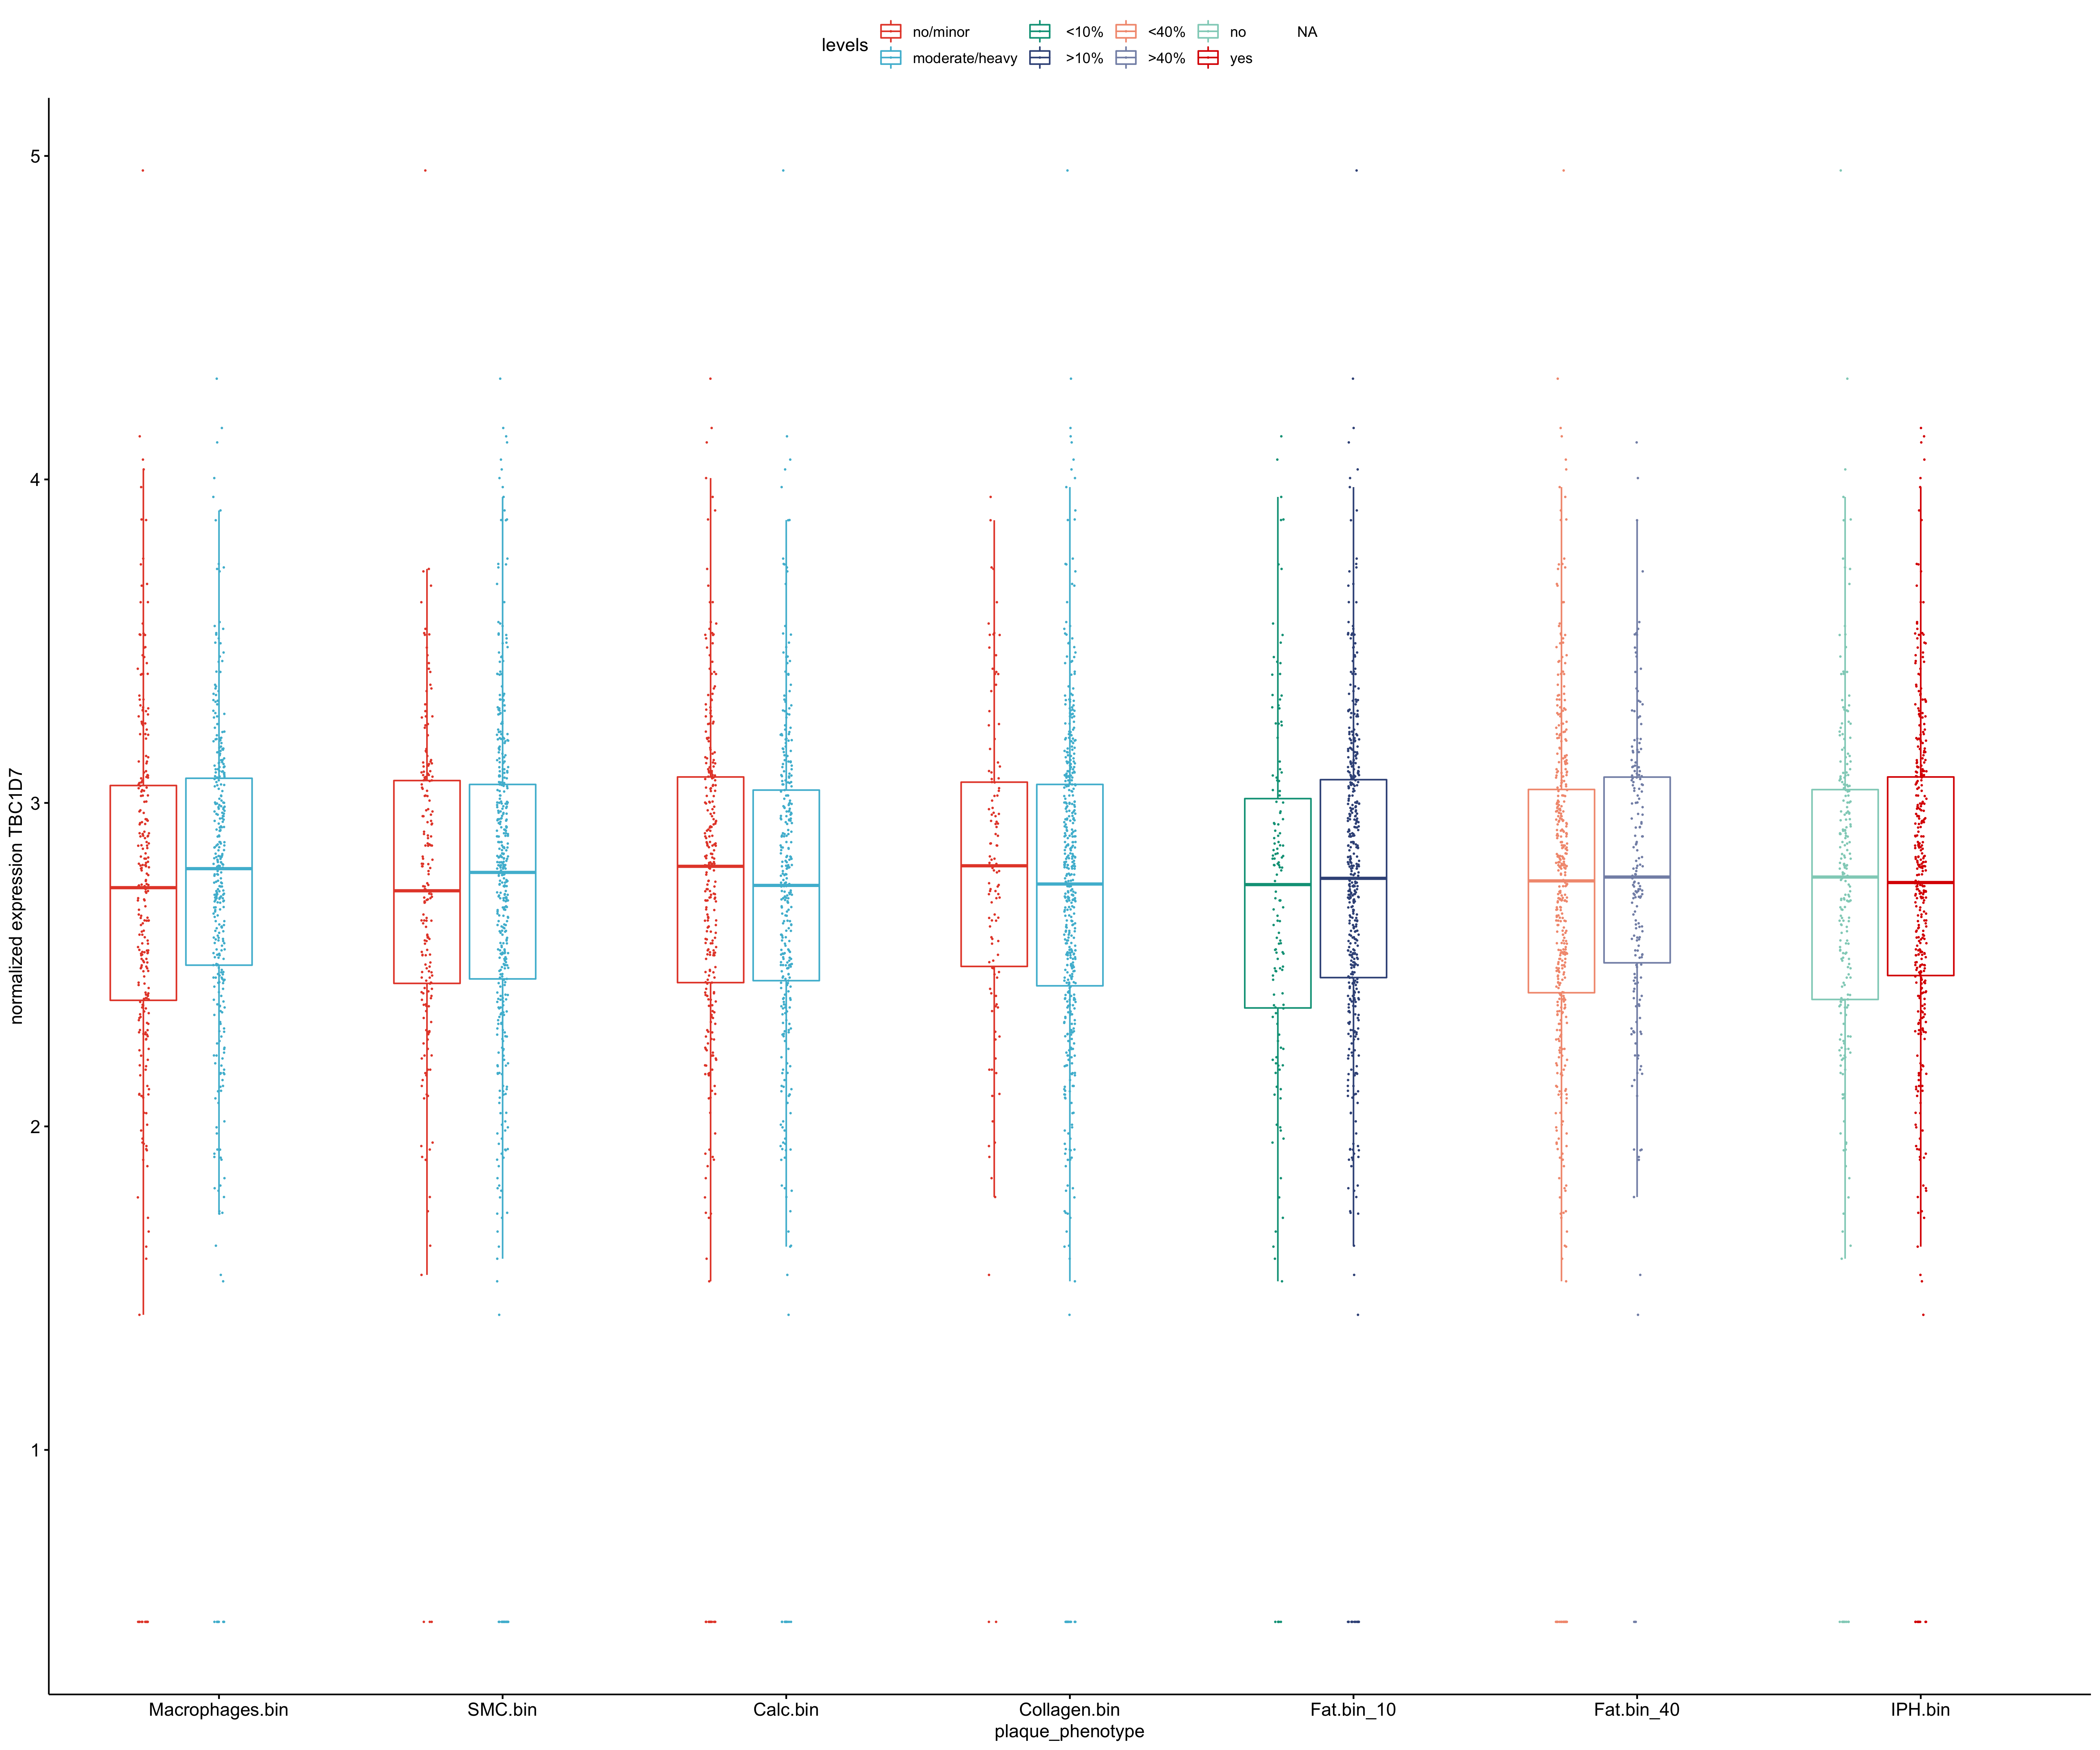 levels no/minor <10% <40% no NA
moderate/heavy >10% >40% yes
normalized expression TBC1D7
5
4
3
2
1
Macrophages.bin SMC.bin Calc.bin Collagen.bin Fat.bin_10 Fat.bin_40 IPH.bin
plaque_phenotype